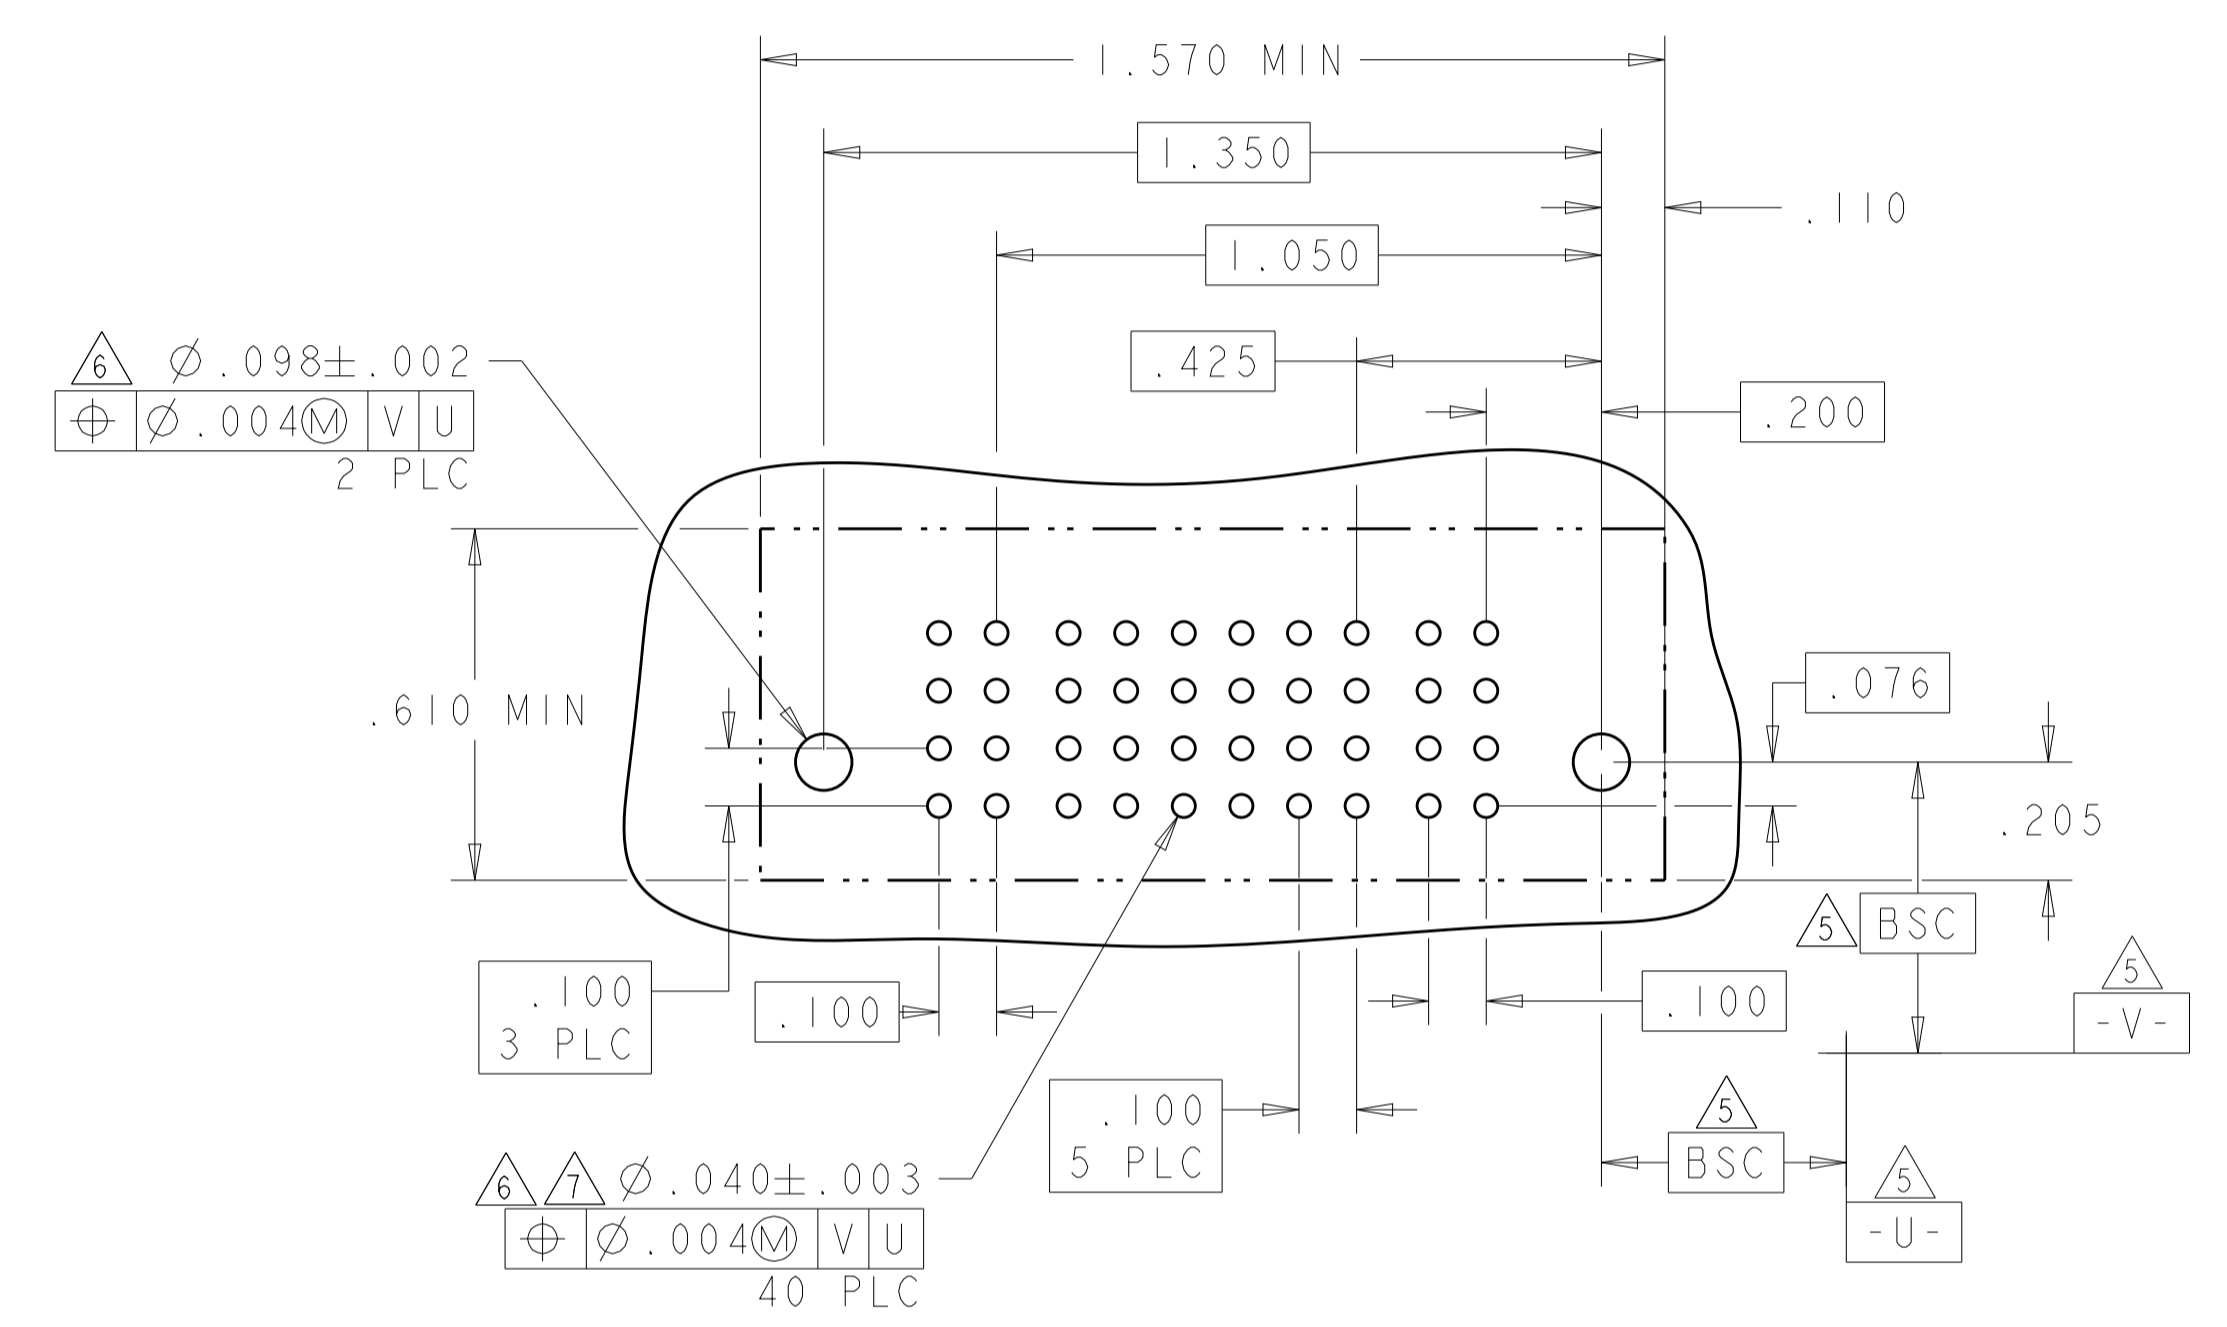 1.570 MIN
1.350
.110
1.050
.425
.200
6 Ø.098±.002
⌖ Ø.004Ⓜ V U
2 PLC
.610 MIN
.076
.205
5 BSC
5
-V-
.100
3 PLC
.100
.100
.100
5 PLC
5
BSC
5
-U-
6 7 Ø.040±.003
⌖ Ø.004Ⓜ V U
40 PLC